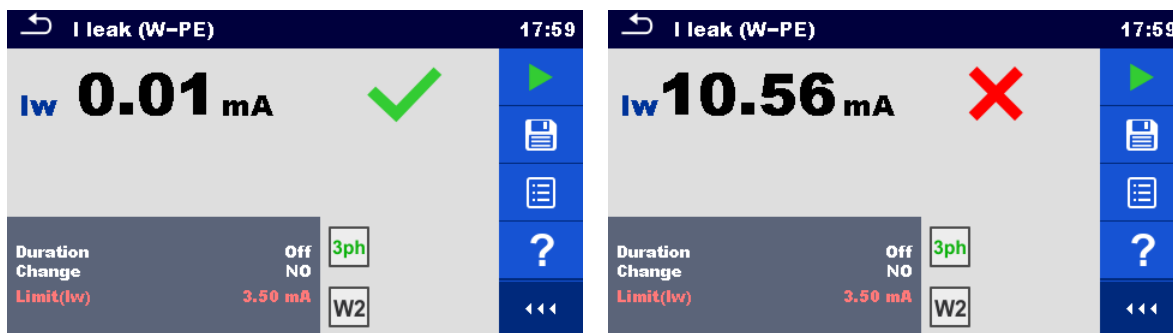 I leak (W–PE) 17:59
Iw 0.01 mA
Duration Off
Change NO
Limit(Iw) 3.50 mA
3ph
W2
?
I leak (W–PE) 17:59
Iw 10.56 mA
Duration Off
Change NO
Limit(Iw) 3.50 mA
3ph
W2
?